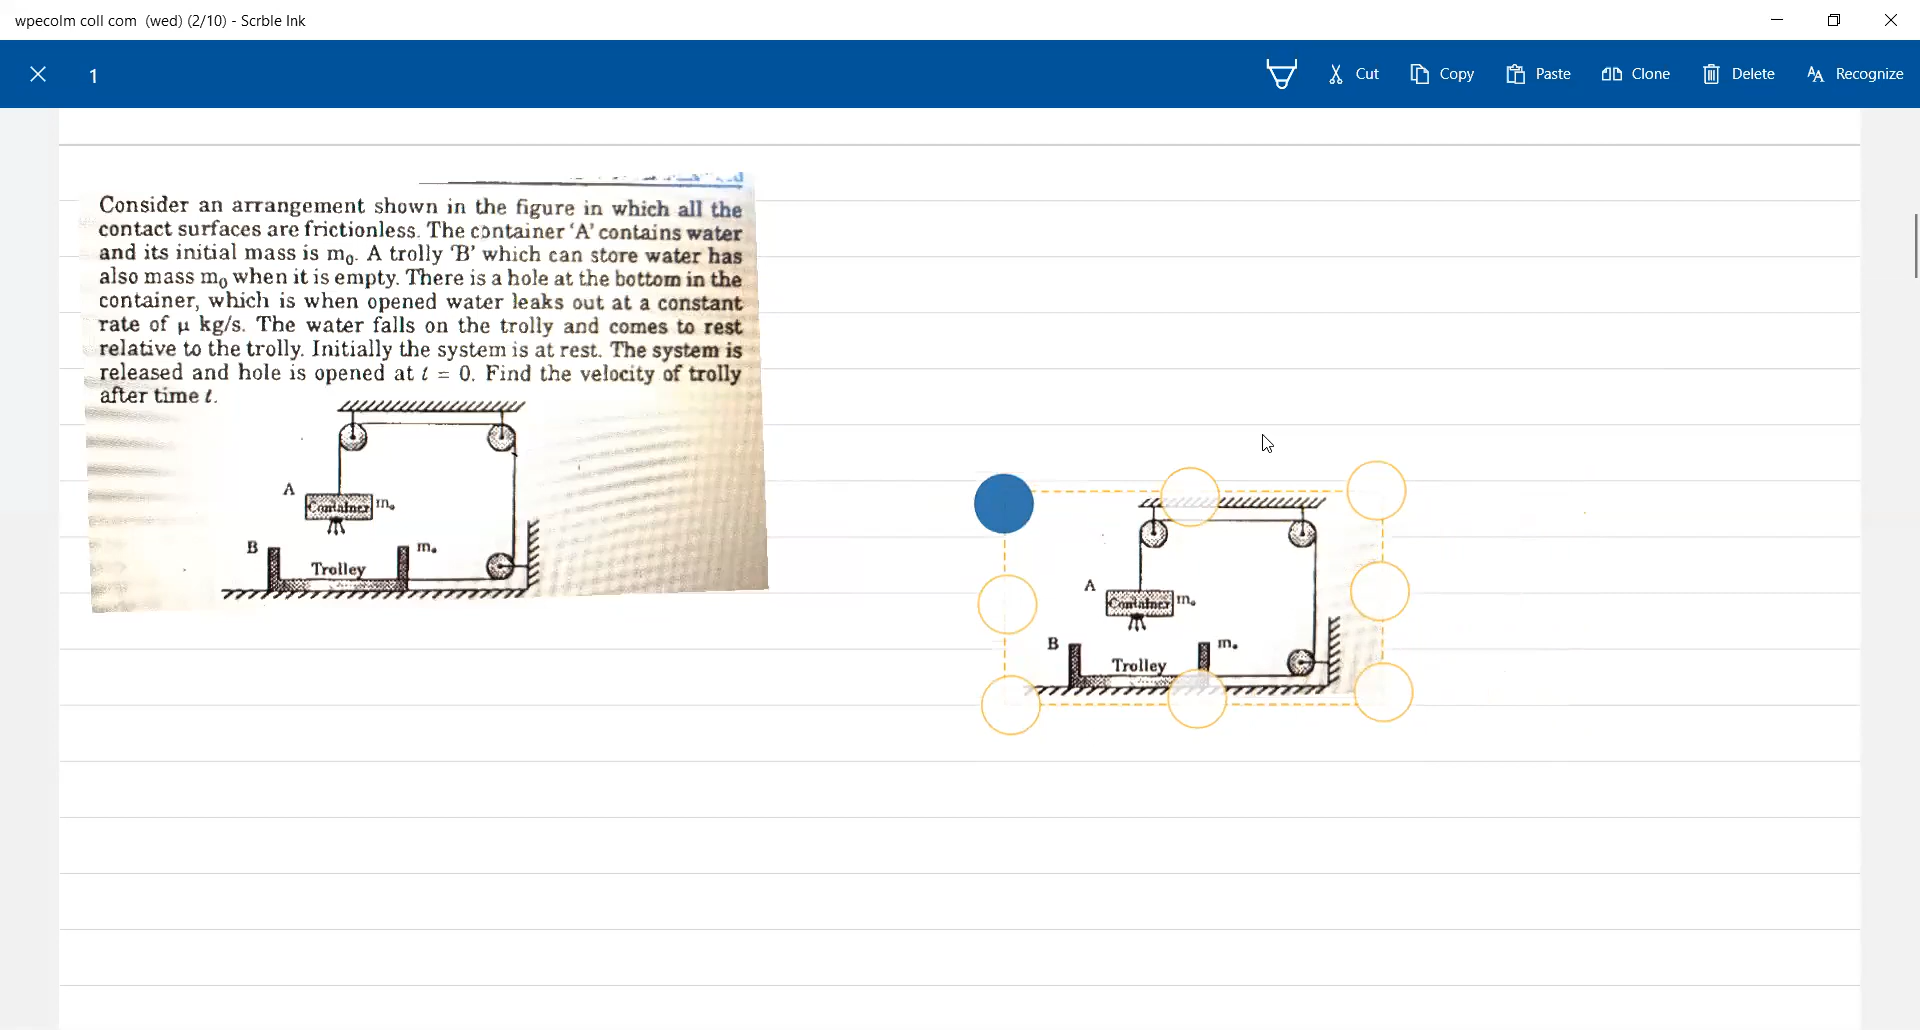 wpecolm coll com (wed) (2/10) - Scrble Ink
1
Cut
Copy
Paste
Clone
Delete
Recognize
Consider an arrangement shown in the figure in which all the
contact surfaces are frictionless. The container 'A' contains water
and its initial mass is m₀. A trolly 'B' which can store water has
also mass m₀ when it is empty. There is a hole at the bottom in the
container, which is when opened water leaks out at a constant
rate of μ kg/s. The water falls on the trolly and comes to rest
relative to the trolly. Initially the system is at rest. The system is
released and hole is opened at t = 0. Find the velocity of trolly
after time t.
A
Container m₀
B
m₀
Trolley
A
Container m₀
B
m₀
Trolley